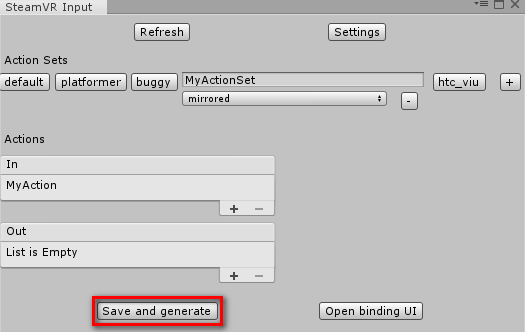 SteamVR Input
Refresh Settings
Action Sets
default platformer buggy MyActionSet htc_viu +
mirrored -
Actions
In
MyAction
+ −
Out
List is Empty
+ −
Save and generate Open binding UI